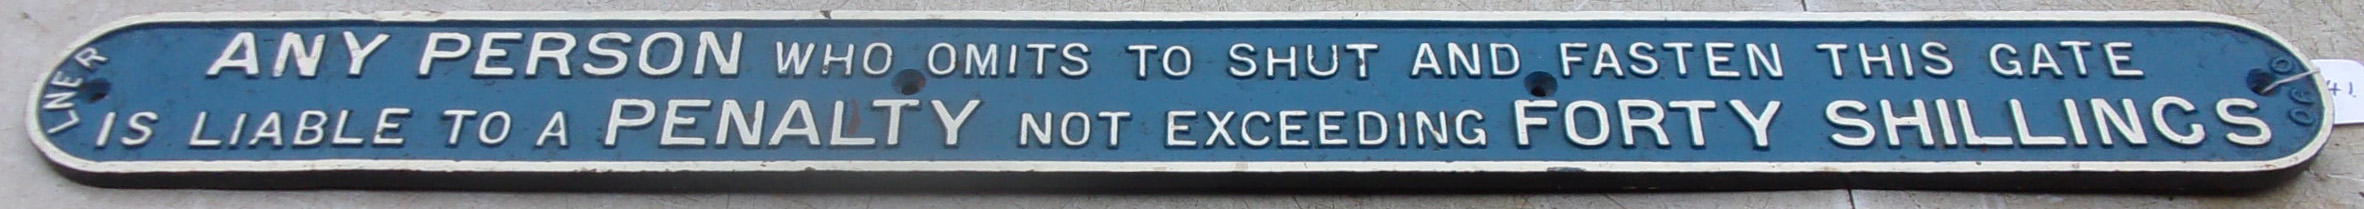 LNER
ANY PERSON WHO OMITS TO SHUT AND FASTEN THIS GATE
IS LIABLE TO A PENALTY NOT EXCEEDING FORTY SHILLINGS